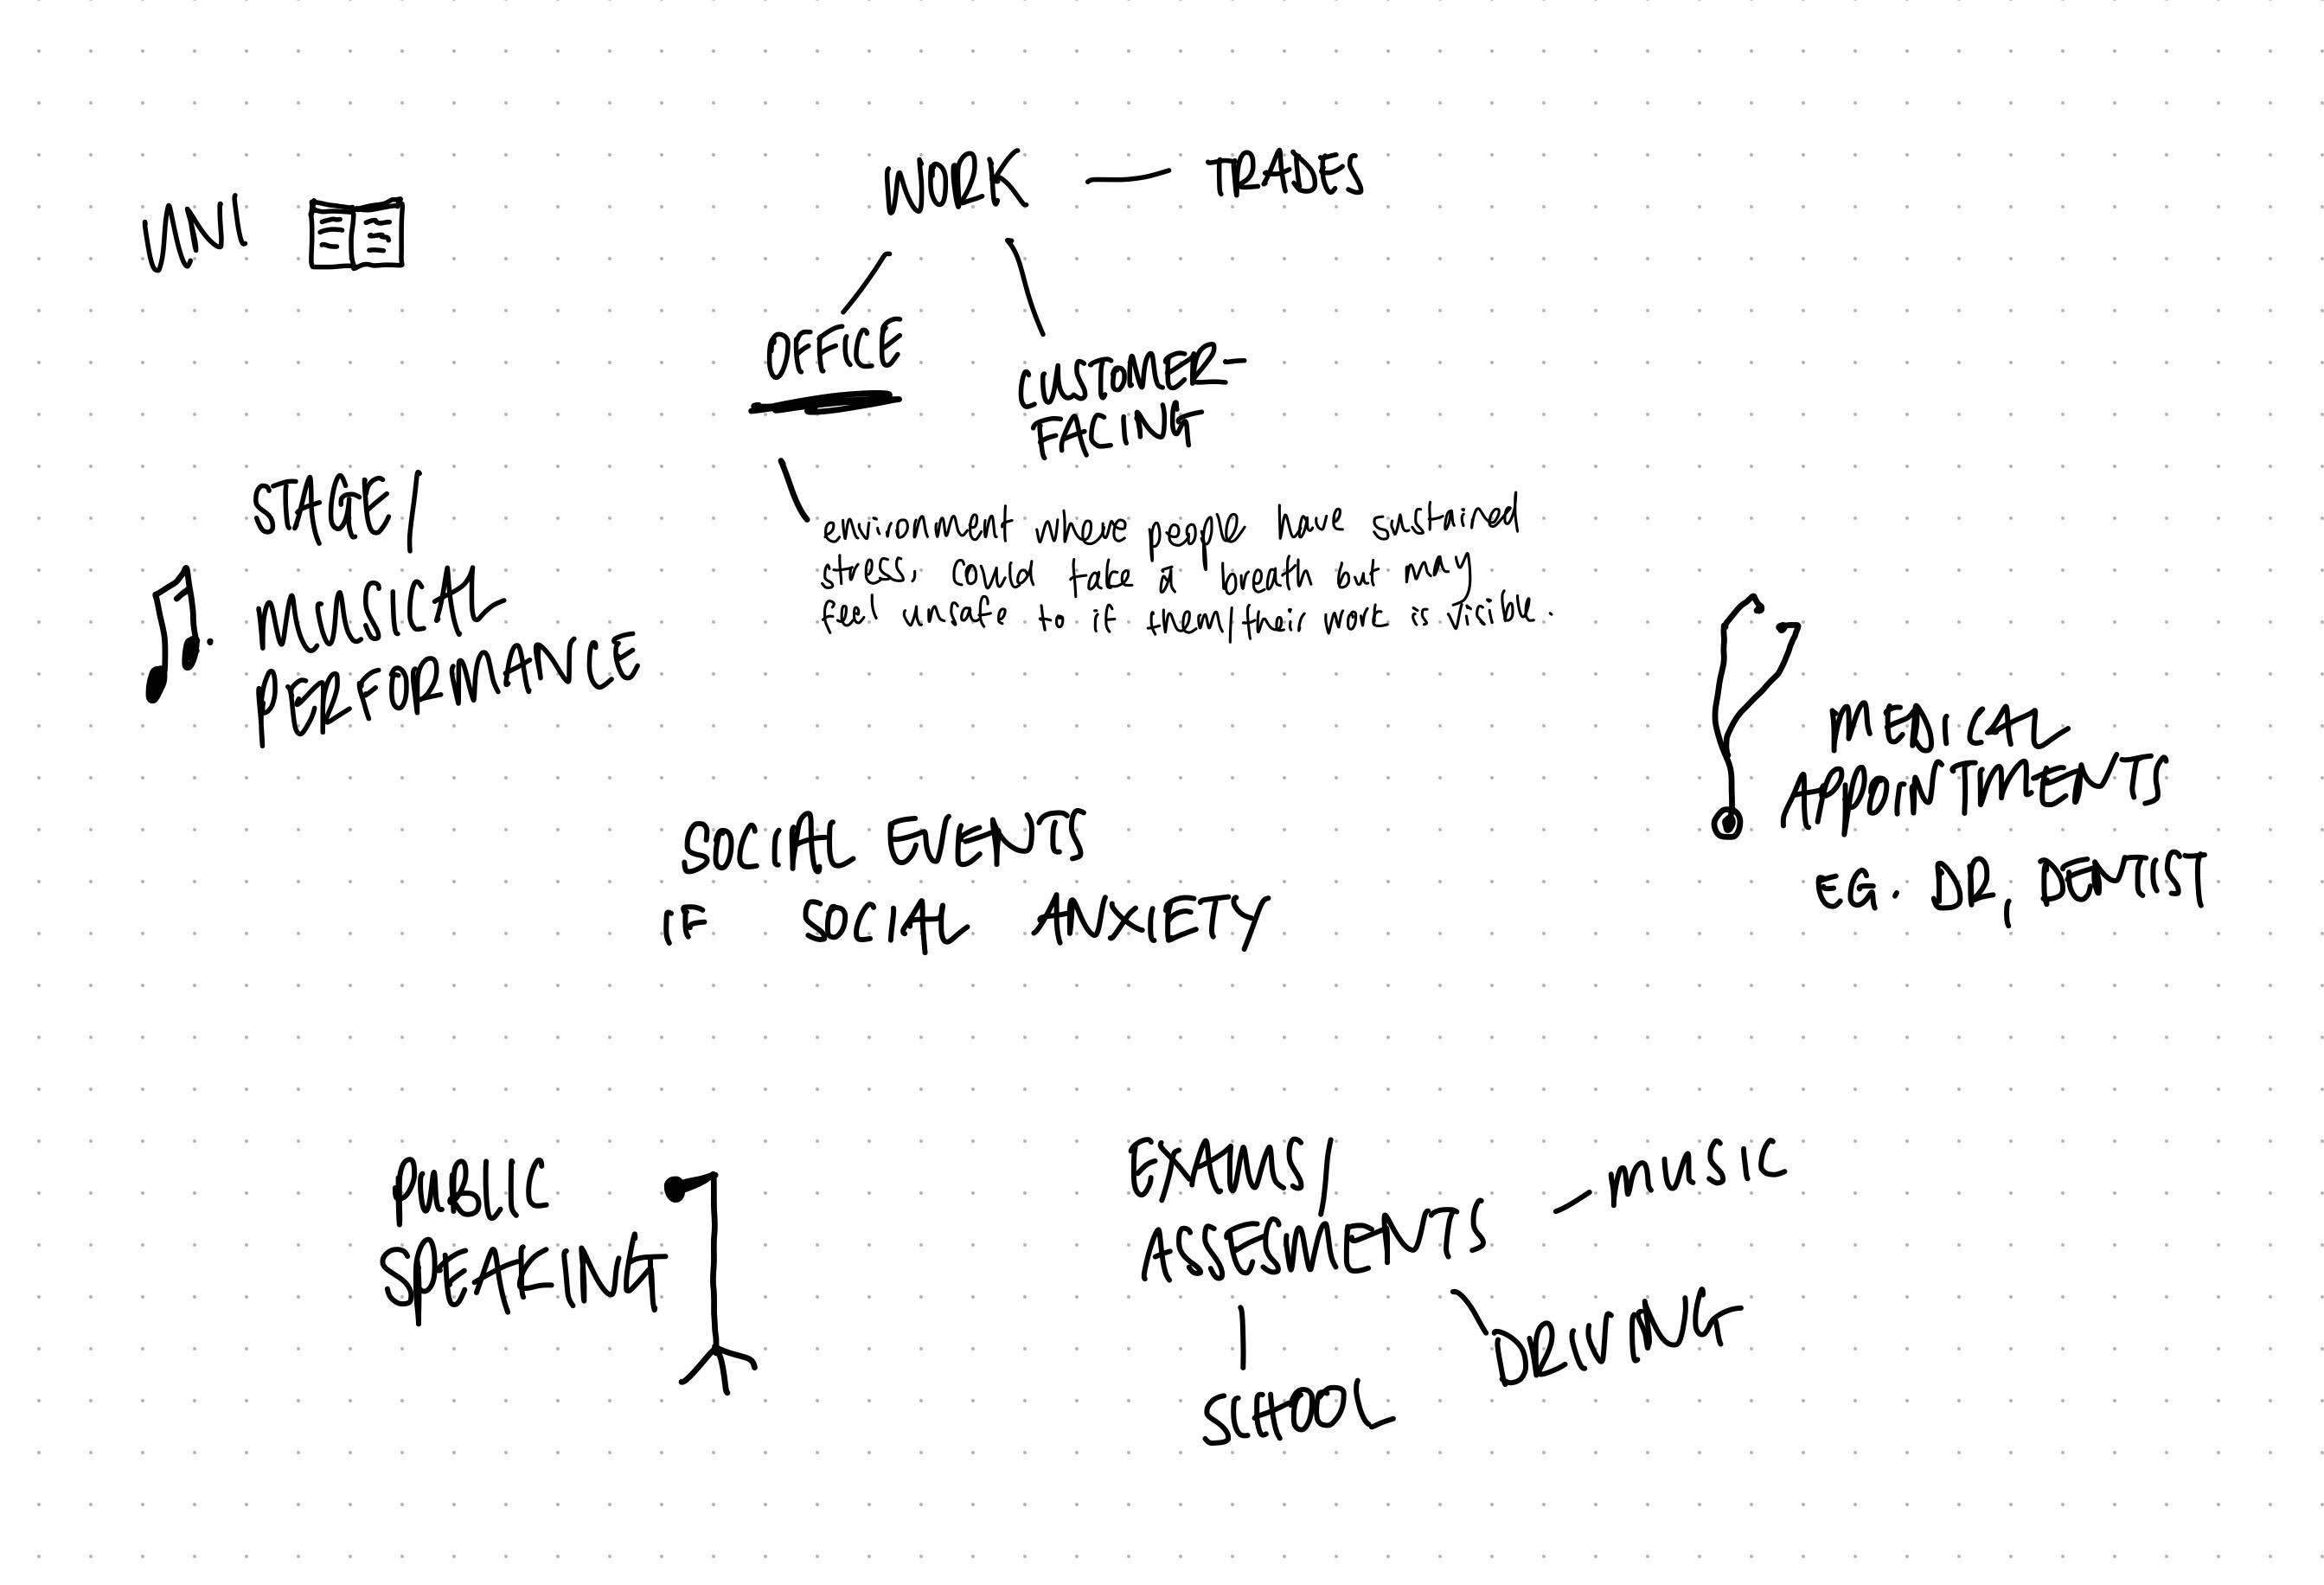 UNI
WORK — TRADES
OFFICE
CUSTOMER-
FACING
environment where people have sustained
stress, could take a breath but may
feel unsafe to if them/their work is visible.
STAGE/
MUSICAL
PERFORMANCE
SOCIAL EVENTS
IF SOCIAL ANXIETY
MEDICAL
APPOINTMENTS
EG. DR, DENTIST
PUBLIC
SPEAKING
EXAMS/
ASSESMENTS
– MUSIC
DRIVING
SCHOOL